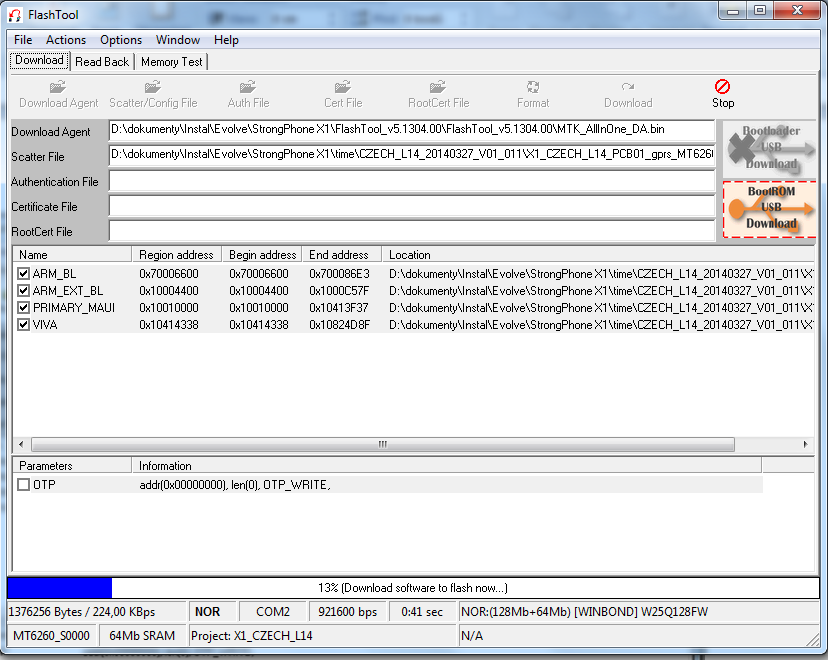 FlashTool
File Actions Options Window Help
Download Read Back Memory Test
Download Agent Scatter/Config File Auth File Cert File RootCert File Format Download Stop
Download Agent D:\dokumenty\Instal\Evolve\StrongPhone X1\FlashTool_v5.1304.00\FlashTool_v5.1304.00\MTK_AllInOne_DA.bin
Scatter File D:\dokumenty\Instal\Evolve\StrongPhone X1\time\CZECH_L14_20140327_V01_011\X1_CZECH_L14_PCB01_gprs_MT6260
Authentication File
Certificate File
RootCert File
Bootloader
USB
Download
BootROM
USB
Download
Name Region address Begin address End address Location
ARM_BL 0x70006600 0x70006600 0x700086E3 D:\dokumenty\Instal\Evolve\StrongPhone X1\time\CZECH_L14_20140327_V01_011\X1
ARM_EXT_BL 0x10004400 0x10004400 0x1000C57F D:\dokumenty\Instal\Evolve\StrongPhone X1\time\CZECH_L14_20140327_V01_011\X1
PRIMARY_MAUI 0x10010000 0x10010000 0x10413F37 D:\dokumenty\Instal\Evolve\StrongPhone X1\time\CZECH_L14_20140327_V01_011\X1
VIVA 0x10414338 0x10414338 0x10824D8F D:\dokumenty\Instal\Evolve\StrongPhone X1\time\CZECH_L14_20140327_V01_011\X1
Parameters Information
OTP addr(0x00000000), len(0), OTP_WRITE,
13% (Download software to flash now...)
1376256 Bytes / 224,00 KBps NOR COM2 921600 bps 0:41 sec NOR:(128Mb+64Mb) [WINBOND] W25Q128FW
MT6260_S0000 64Mb SRAM Project: X1_CZECH_L14 N/A